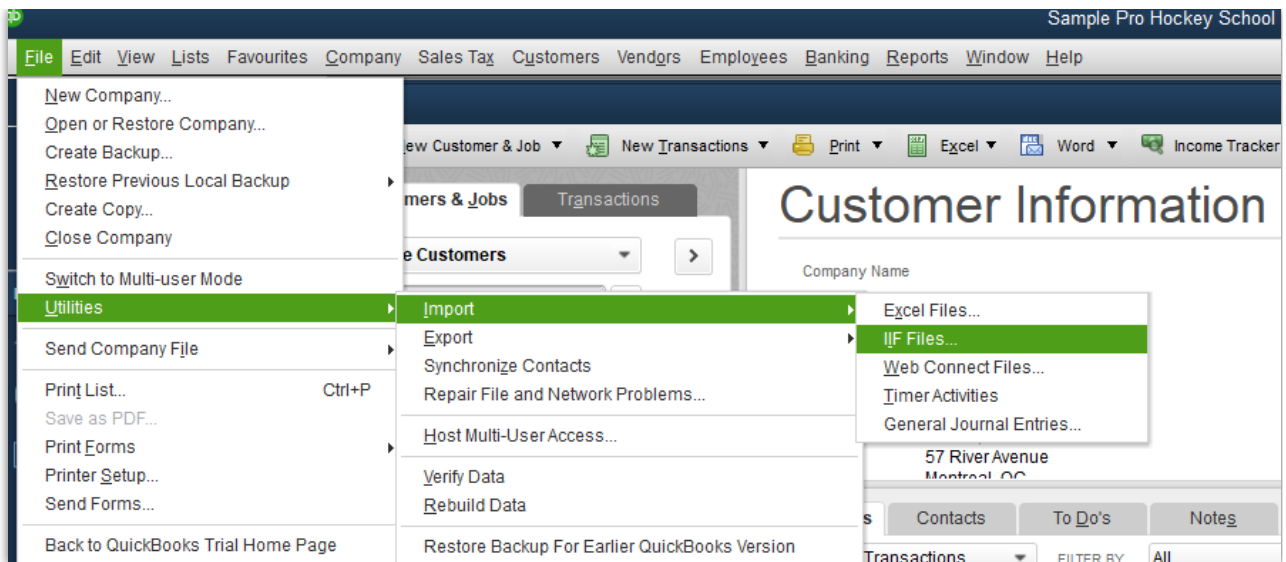 Sample Pro Hockey School
File Edit View Lists Favourites Company Sales Tax Customers Vendors Employees Banking Reports Window Help
New Company...
Open or Restore Company...
Create Backup...
Restore Previous Local Backup
Create Copy...
Close Company
Switch to Multi-user Mode
Utilities
Send Company File
Print List... Ctrl+P
Save as PDF...
Print Forms
Printer Setup...
Send Forms...
Back to QuickBooks Trial Home Page
ew Customer & Job New Transactions Print Excel Word Income Tracker
mers & Jobs Transactions
e Customers
Customer Information
Company Name
Import
Export
Synchronize Contacts
Repair File and Network Problems...
Host Multi-User Access...
Verify Data
Rebuild Data
Restore Backup For Earlier QuickBooks Version
Excel Files...
IIF Files...
Web Connect Files...
Timer Activities
General Journal Entries...
57 River Avenue
Montreal, QC
s Contacts To Do's Notes
Transactions FILTER BY All